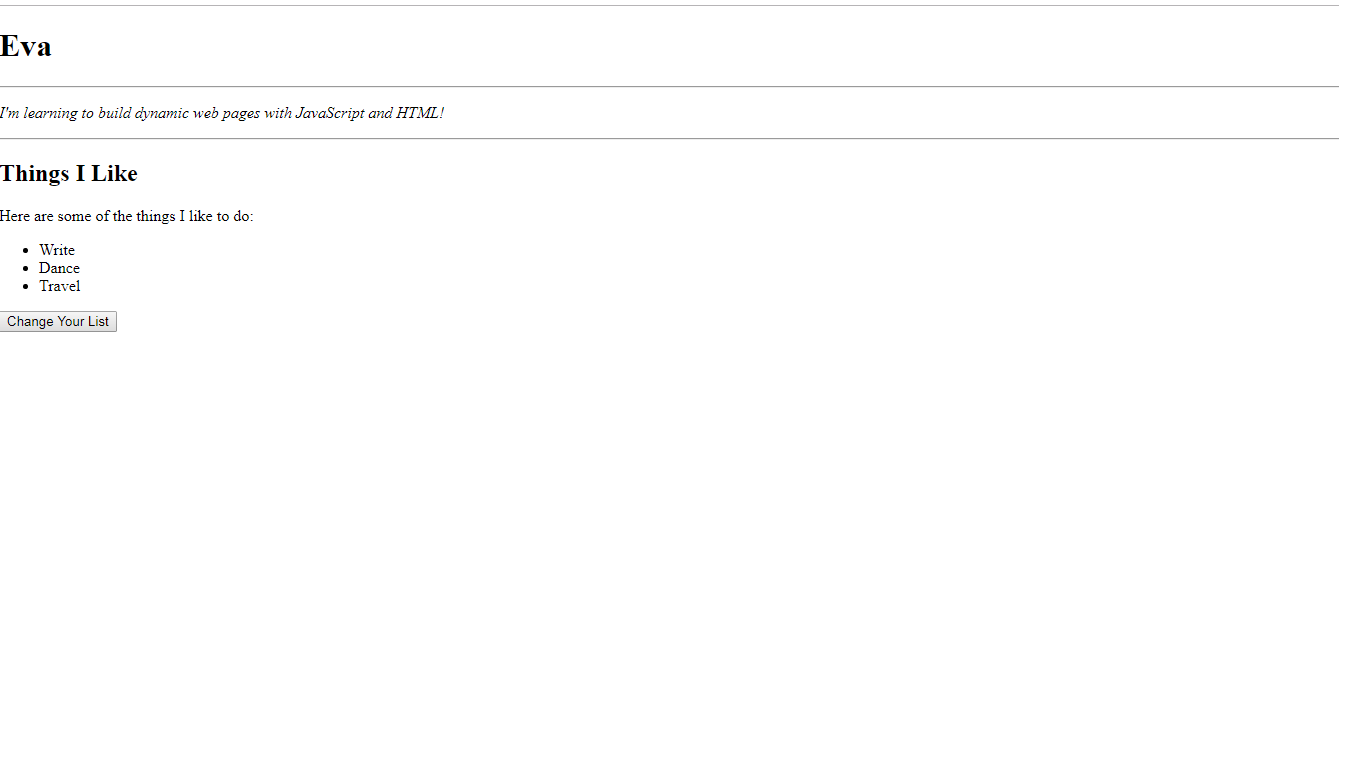 Eva
I'm learning to build dynamic web pages with JavaScript and HTML!
Things I Like
Here are some of the things I like to do:
Write
Dance
Travel
Change Your List